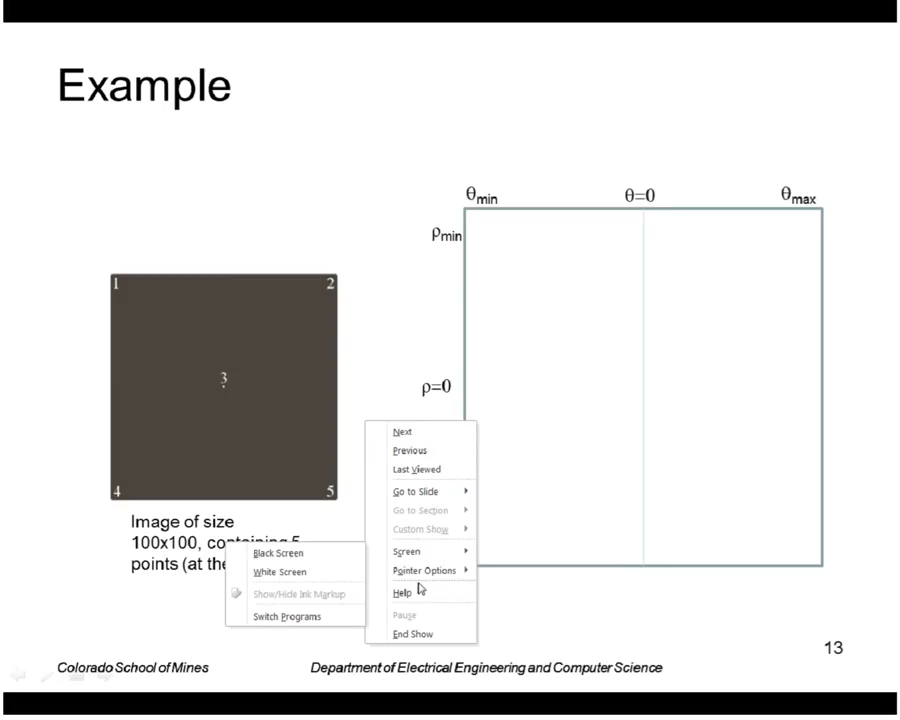 Example
θmin θ=0 θmax
ρmin
1 2
3
ρ=0
4 5
Image of size
100x100, containing 5
points (at the
Next
Previous
Last Viewed
Go to Slide
Go to Section
Custom Show
Screen
Pointer Options
Help
Pause
End Show
Black Screen
White Screen
Show/Hide Ink Markup
Switch Programs
13
Colorado School of Mines Department of Electrical Engineering and Computer Science